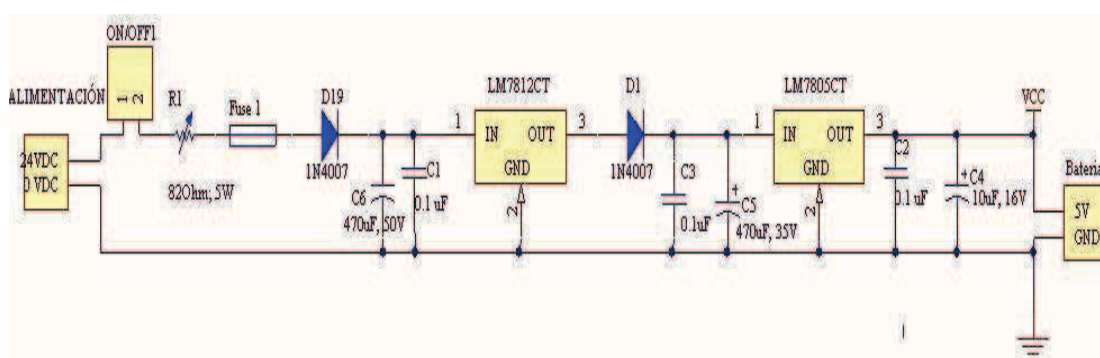 ON/OFF1
ALIMENTACIÓN
1
2
24VDC
0 VDC
R1
82Ohm; 5W
Fuse 1
D19
1N4007
C6
470uF, 50V
C1
0.1 uF
LM7812CT
1
IN
OUT
3
GND
2
D1
1N4007
C3
0.1uF
C5
470uF, 35V
LM7805CT
1
IN
OUT
3
GND
2
C2
0.1 uF
C4
10uF, 16V
VCC
Bateria
5V
GND